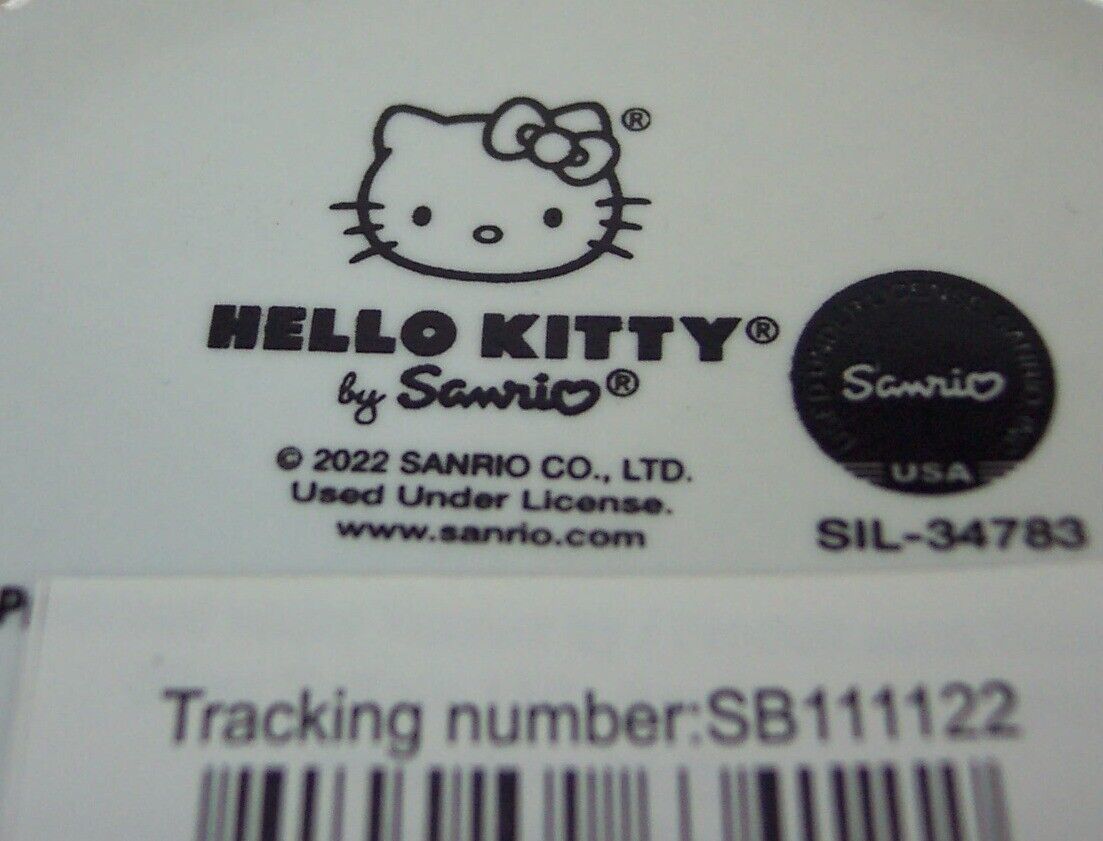 ®
HELLO KITTY®
by Sanrio®
© 2022 SANRIO CO., LTD.
Used Under License.
www.sanrio.com
Sanrio
USA
SIL-34783
Tracking number:SB111122